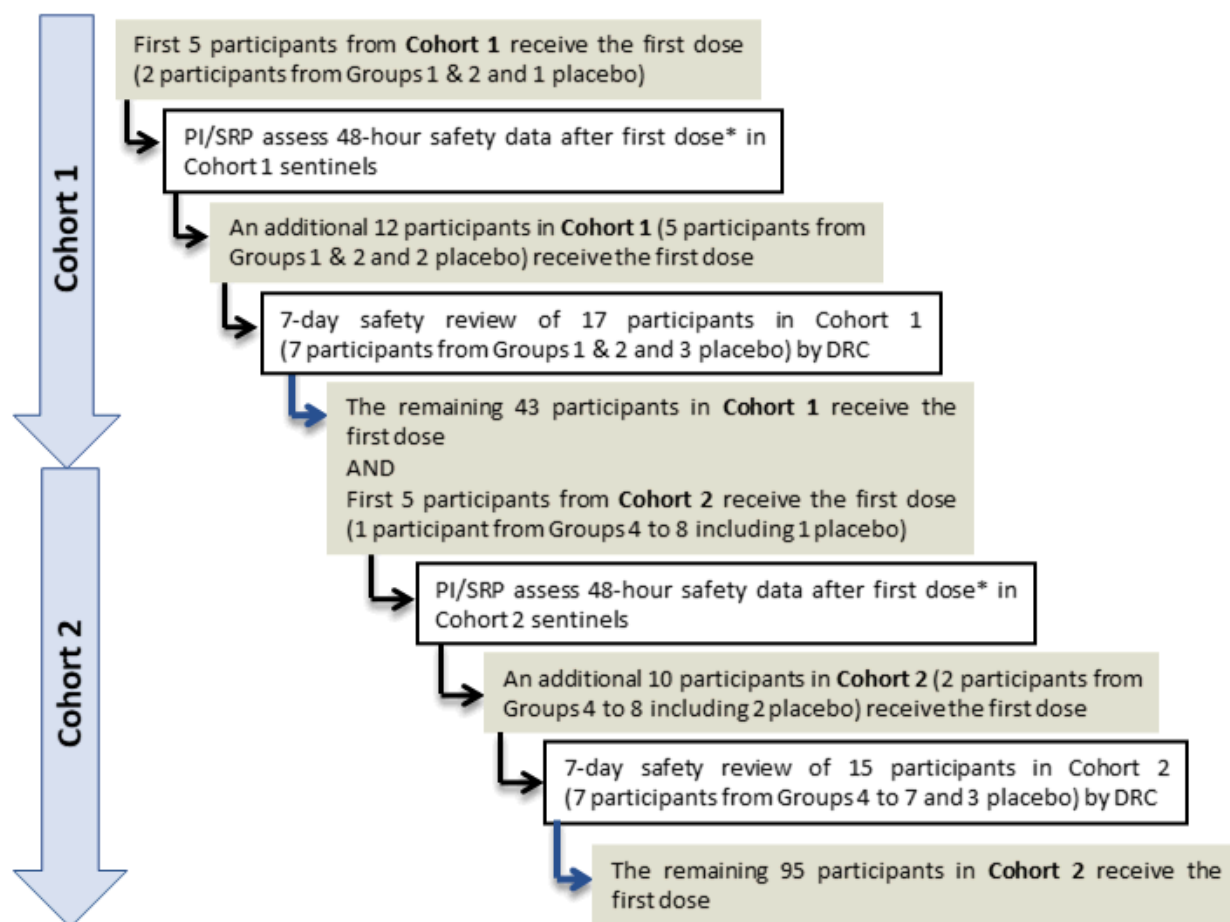 Cohort 1
First 5 participants from Cohort 1 receive the first dose
(2 participants from Groups 1 & 2 and 1 placebo)
PI/SRP assess 48-hour safety data after first dose* in
Cohort 1 sentinels
An additional 12 participants in Cohort 1 (5 participants from
Groups 1 & 2 and 2 placebo) receive the first dose
7-day safety review of 17 participants in Cohort 1
(7 participants from Groups 1 & 2 and 3 placebo) by DRC
The remaining 43 participants in Cohort 1 receive the
first dose
AND
First 5 participants from Cohort 2 receive the first dose
(1 participant from Groups 4 to 8 including 1 placebo)
Cohort 2
PI/SRP assess 48-hour safety data after first dose* in
Cohort 2 sentinels
An additional 10 participants in Cohort 2 (2 participants from
Groups 4 to 8 including 2 placebo) receive the first dose
7-day safety review of 15 participants in Cohort 2
(7 participants from Groups 4 to 7 and 3 placebo) by DRC
The remaining 95 participants in Cohort 2 receive the
first dose